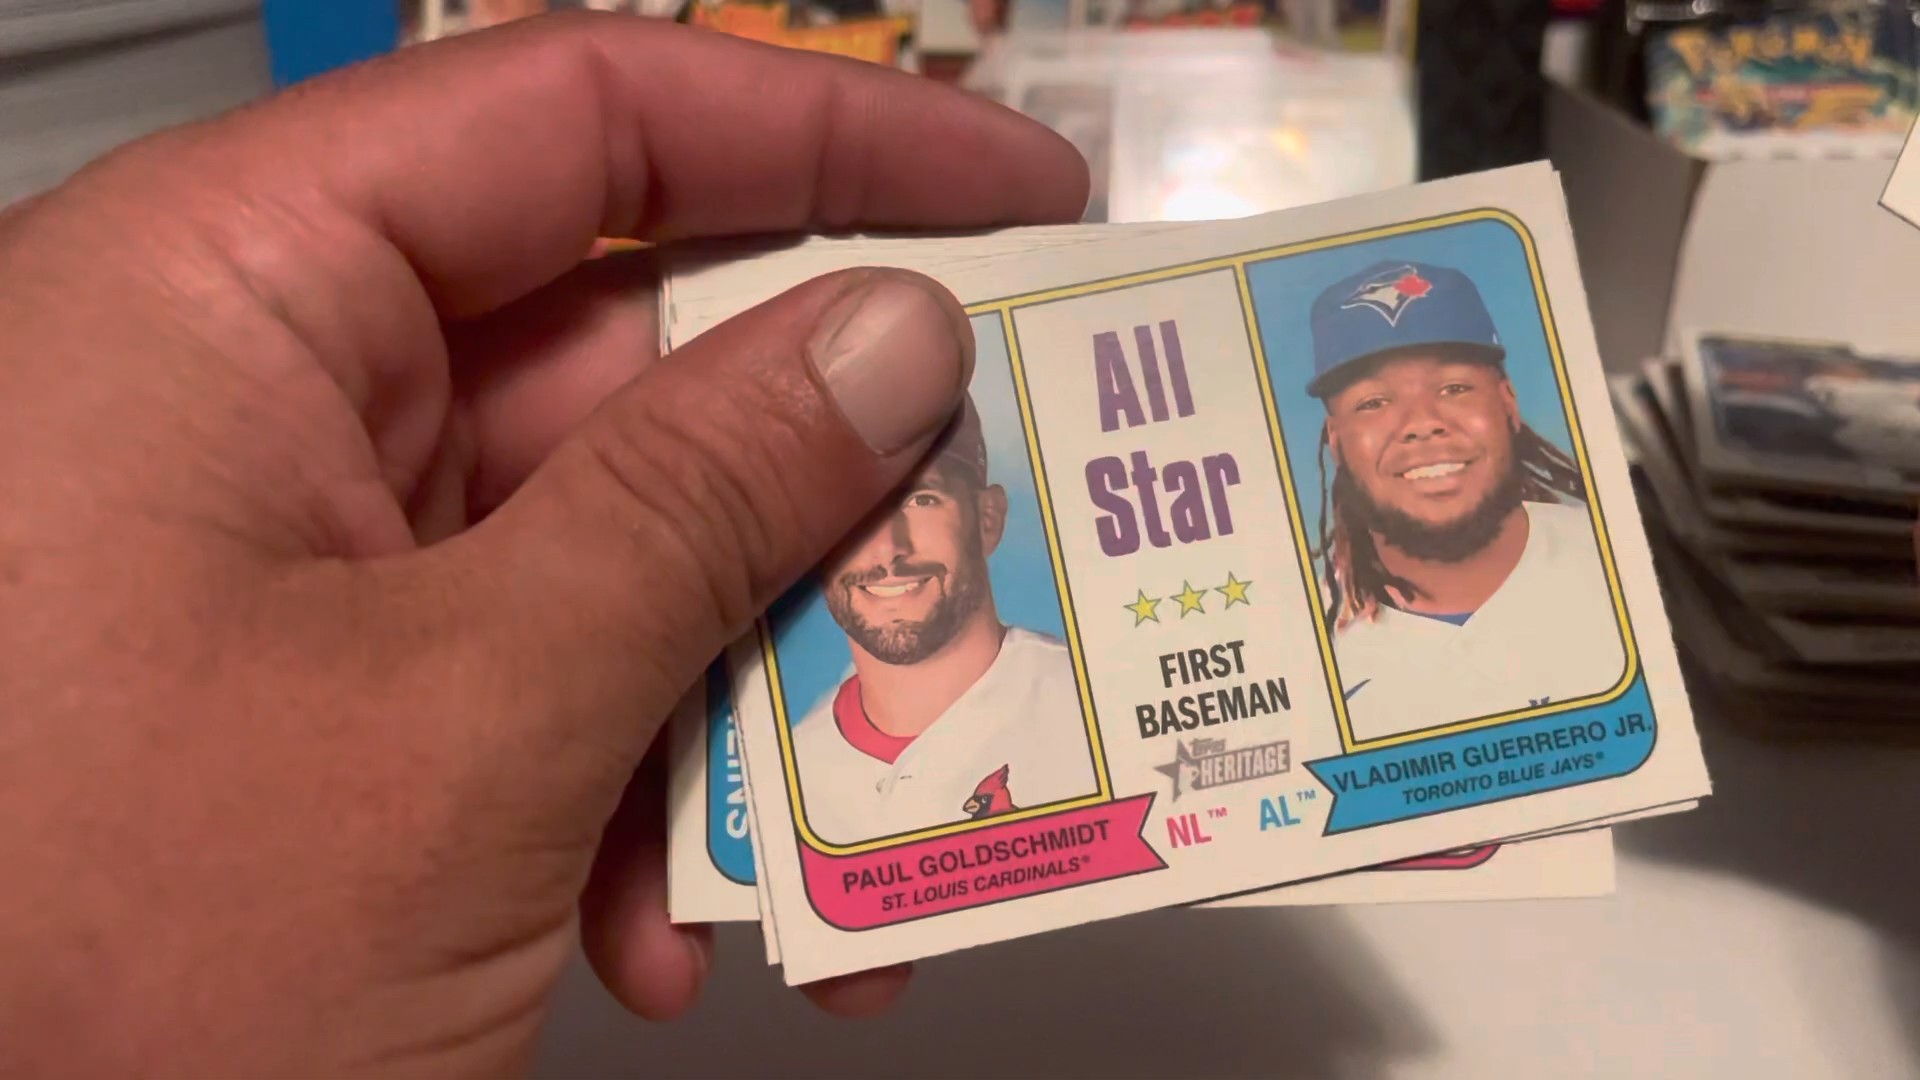 POKÉMON
All
Star
FIRST
BASEMAN
TOPPS
HERITAGE
NL™ AL™
PAUL GOLDSCHMIDT
ST. LOUIS CARDINALS®
VLADIMIR GUERRERO JR.
TORONTO BLUE JAYS®